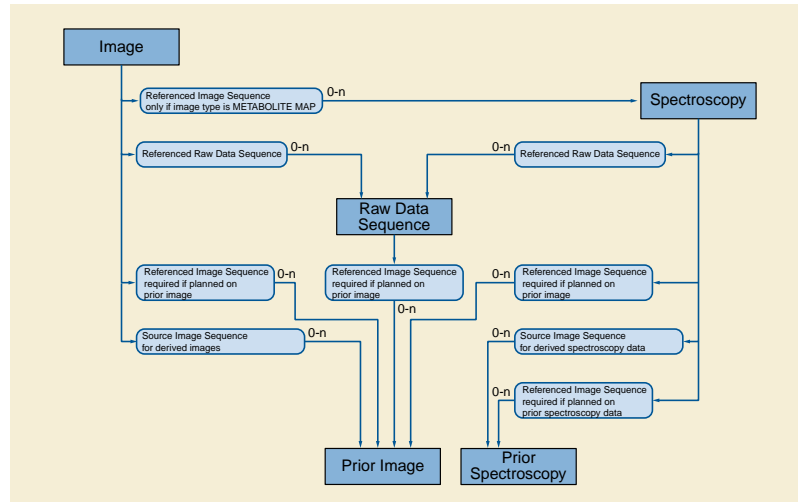 Image
Referenced Image Sequence
only if image type is METABOLITE MAP
0-n
Spectroscopy
Referenced Raw Data Sequence
0-n
0-n
Referenced Raw Data Sequence
Raw Data
Sequence
Referenced Image Sequence
required if planned on
prior image
0-n
Referenced Image Sequence
required if planned on
prior image
0-n
0-n
Referenced Image Sequence
required if planned on
prior image
Source Image Sequence
for derived images
0-n
0-n
Source Image Sequence
for derived spectroscopy data
0-n
Referenced Image Sequence
required if planned on
prior spectroscopy data
Prior Image
Prior
Spectroscopy